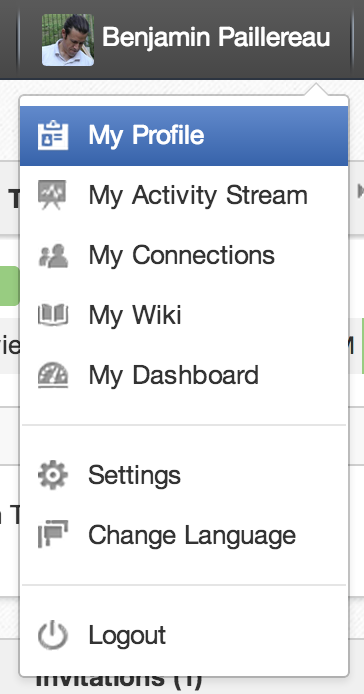 Benjamin Paillereau
My Profile
My Activity Stream
My Connections
My Wiki
My Dashboard
Settings
Change Language
Logout
Invitations (1)